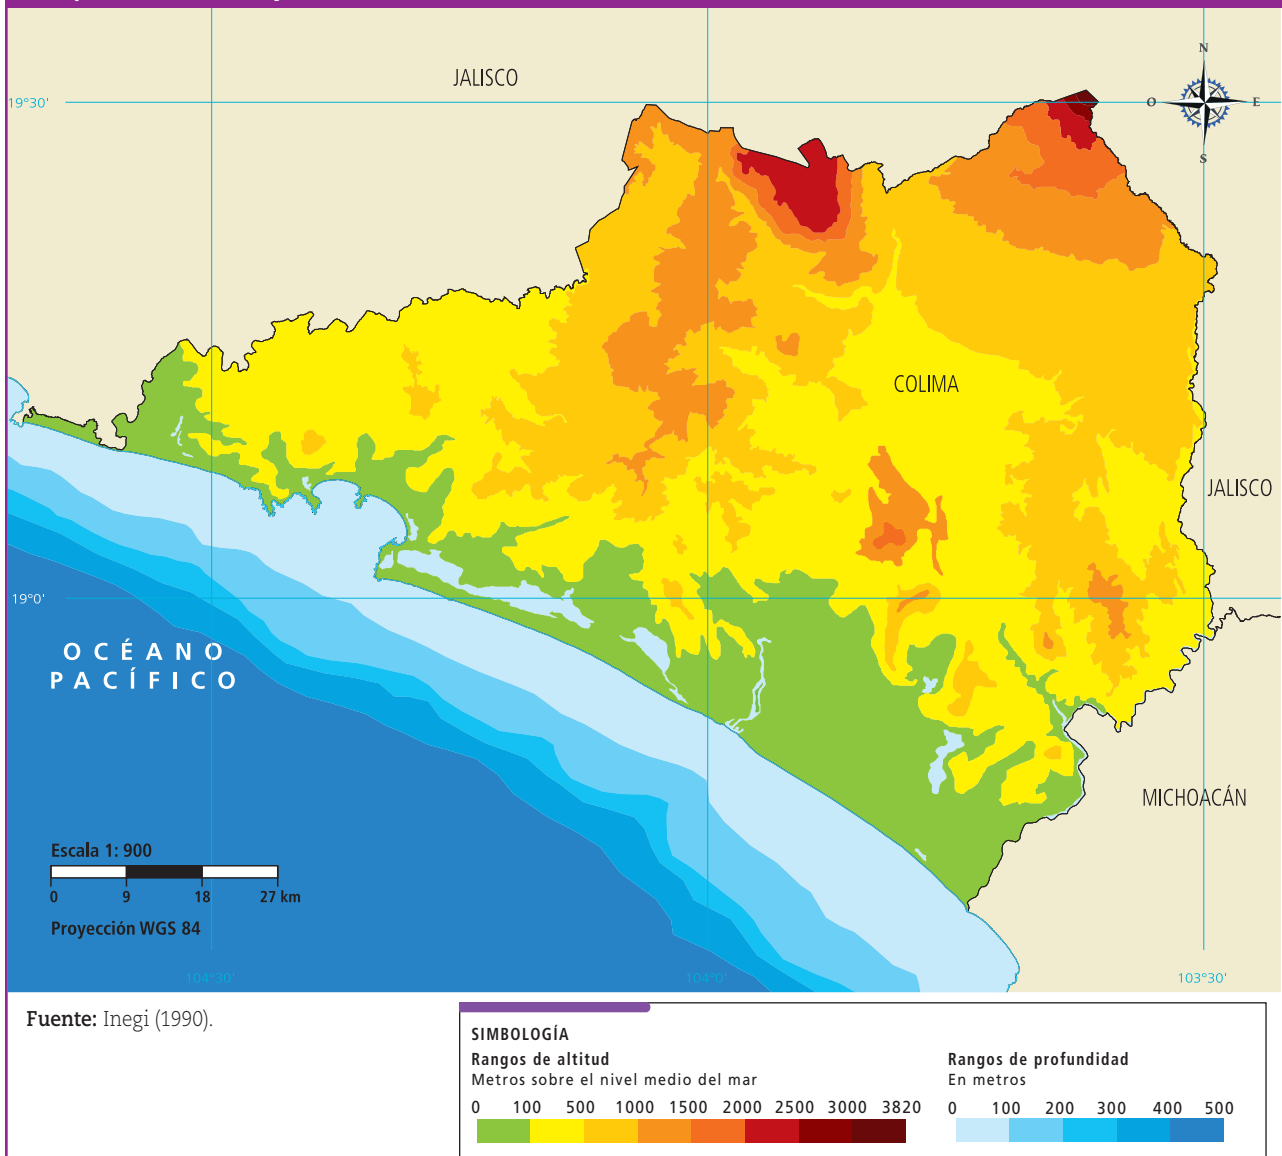 JALISCO
N
O
E
S
19°30'
COLIMA
JALISCO
19°0'
OCÉANO
PACÍFICO
MICHOACÁN
Escala 1: 900
0 9 18 27 km
Proyección WGS 84
104°30' 104°0' 103°30'
Fuente: Inegi (1990).
SIMBOLOGÍA
Rangos de altitud
Metros sobre el nivel medio del mar
0 100 500 1000 1500 2000 2500 3000 3820
Rangos de profundidad
En metros
0 100 200 300 400 500